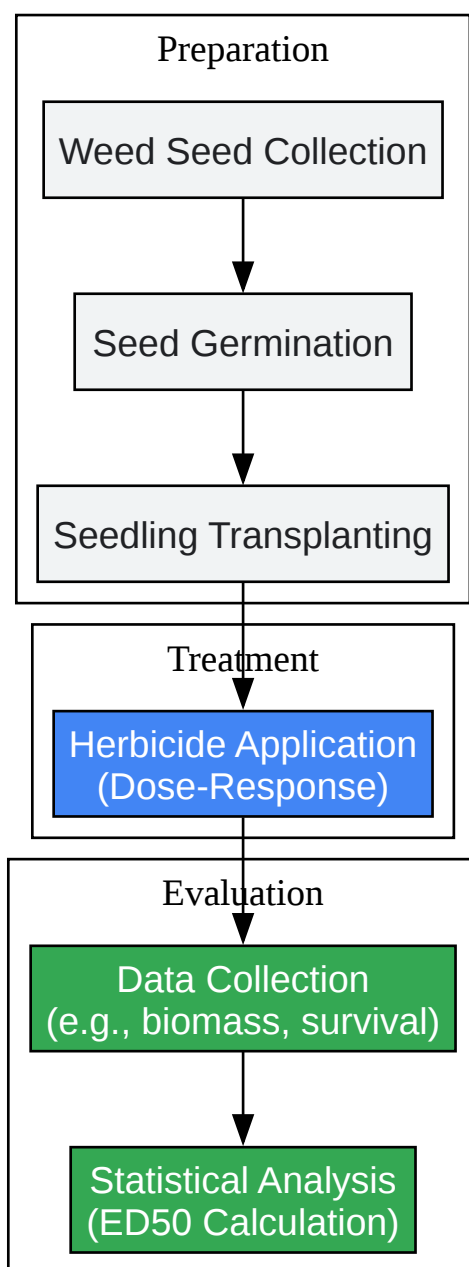 Preparation
Weed Seed Collection
Seed Germination
Seedling Transplanting
Treatment
Herbicide Application
(Dose-Response)
Evaluation
Data Collection
(e.g., biomass, survival)
Statistical Analysis
(ED50 Calculation)